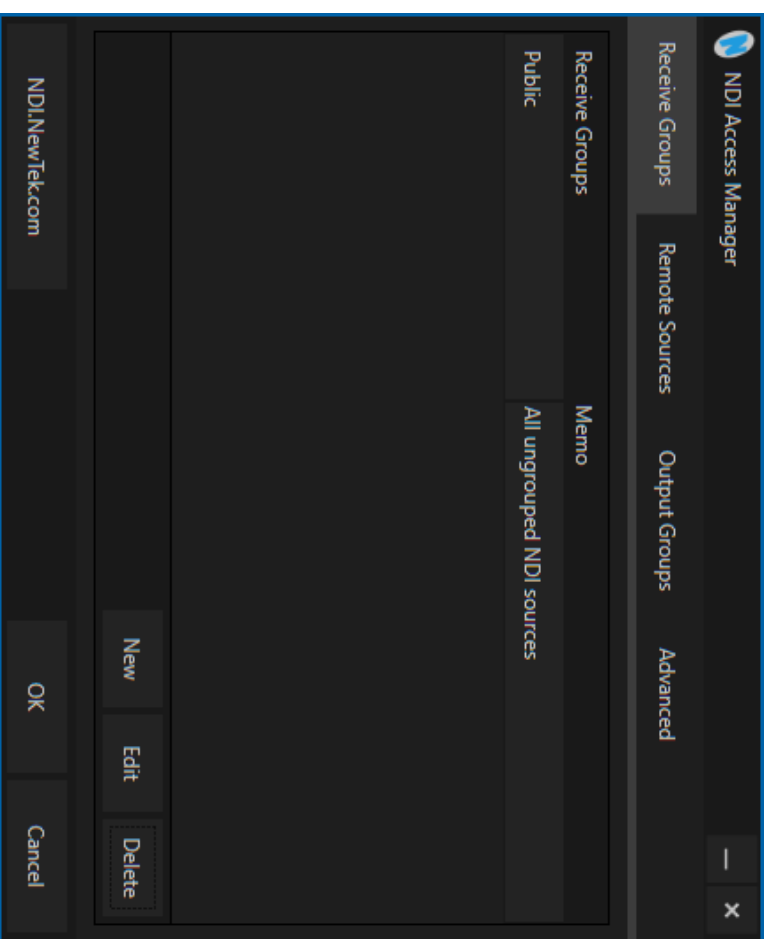 NDI Access Manager
Receive Groups Remote Sources Output Groups Advanced
Receive Groups Memo
Public All ungrouped NDI sources
New Edit Delete
NDI.NewTek.com OK Cancel